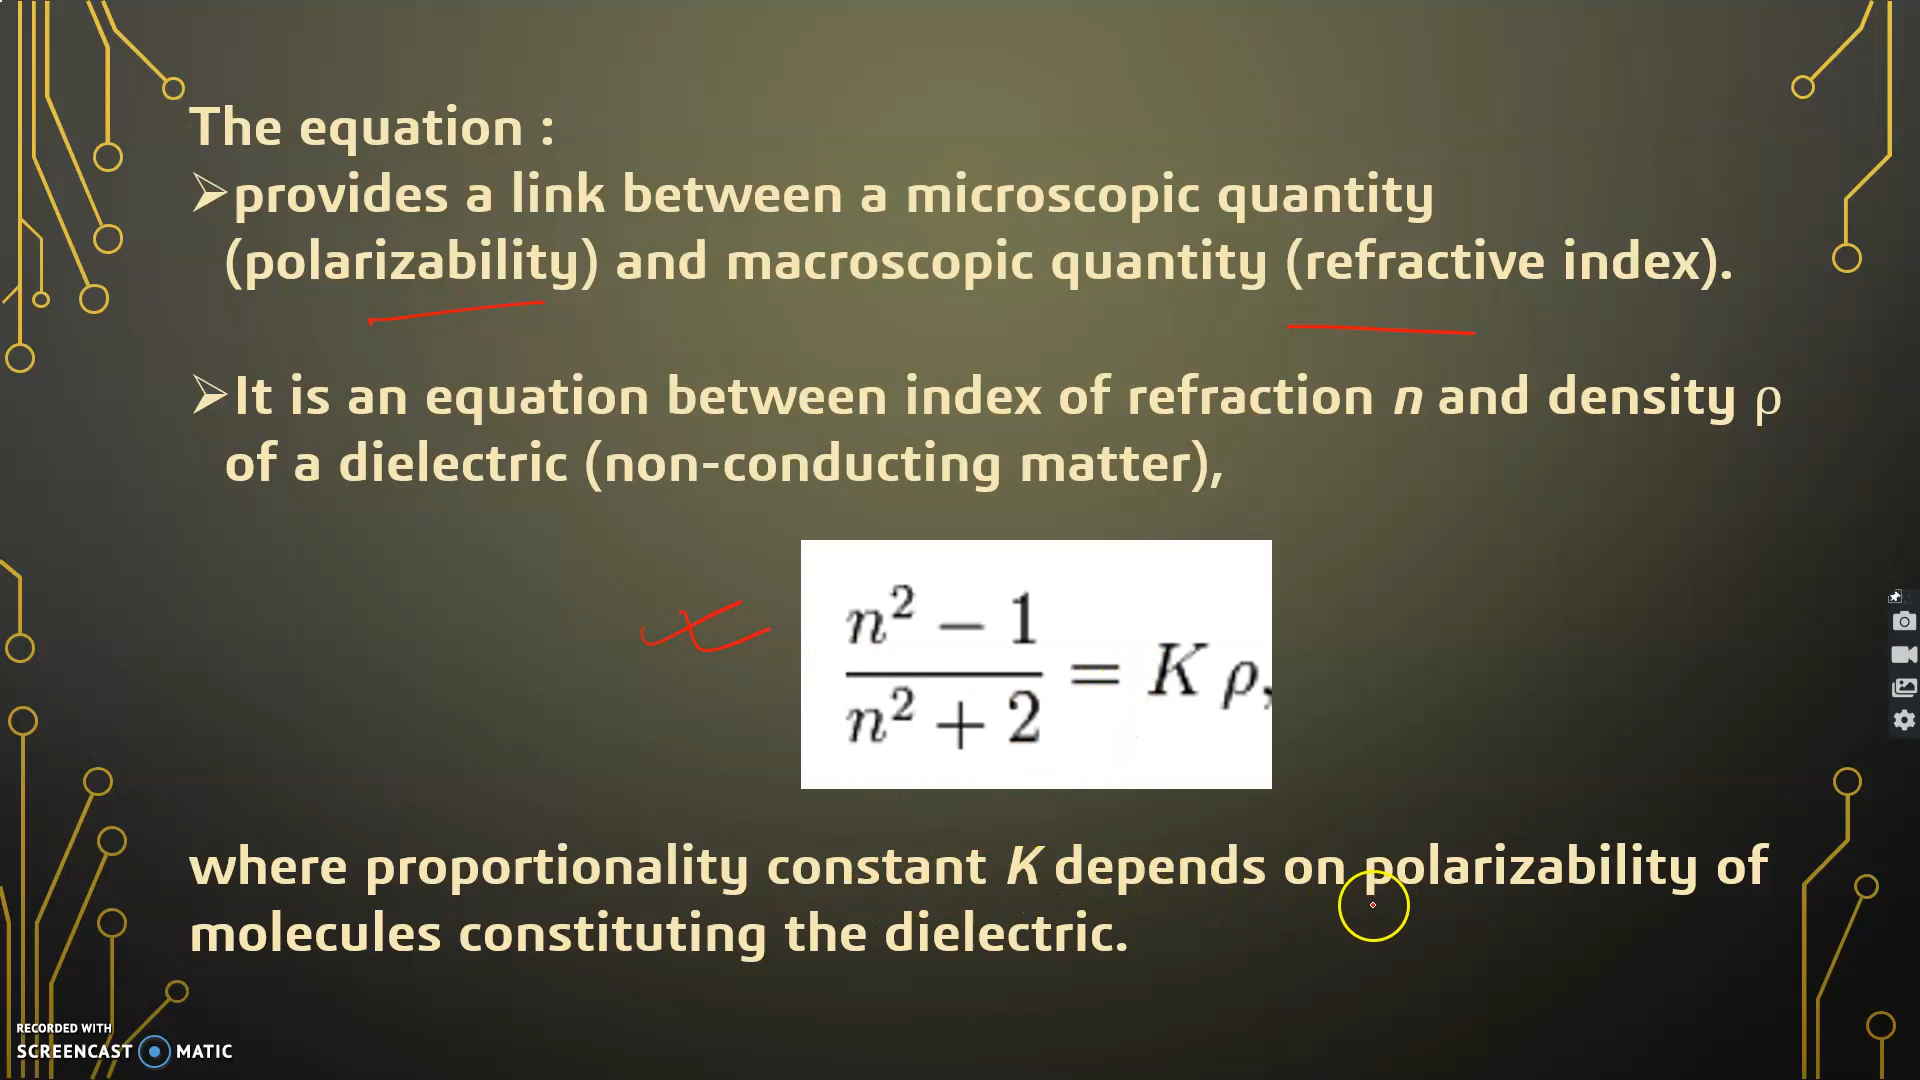 The equation :
➢provides a link between a microscopic quantity
(polarizability) and macroscopic quantity (refractive index).
➢It is an equation between index of refraction n and density ρ
of a dielectric (non-conducting matter),
n² − 1
n² + 2
= K ρ,
where proportionality constant K depends on polarizability of
molecules constituting the dielectric.
RECORDED WITH
SCREENCAST MATIC